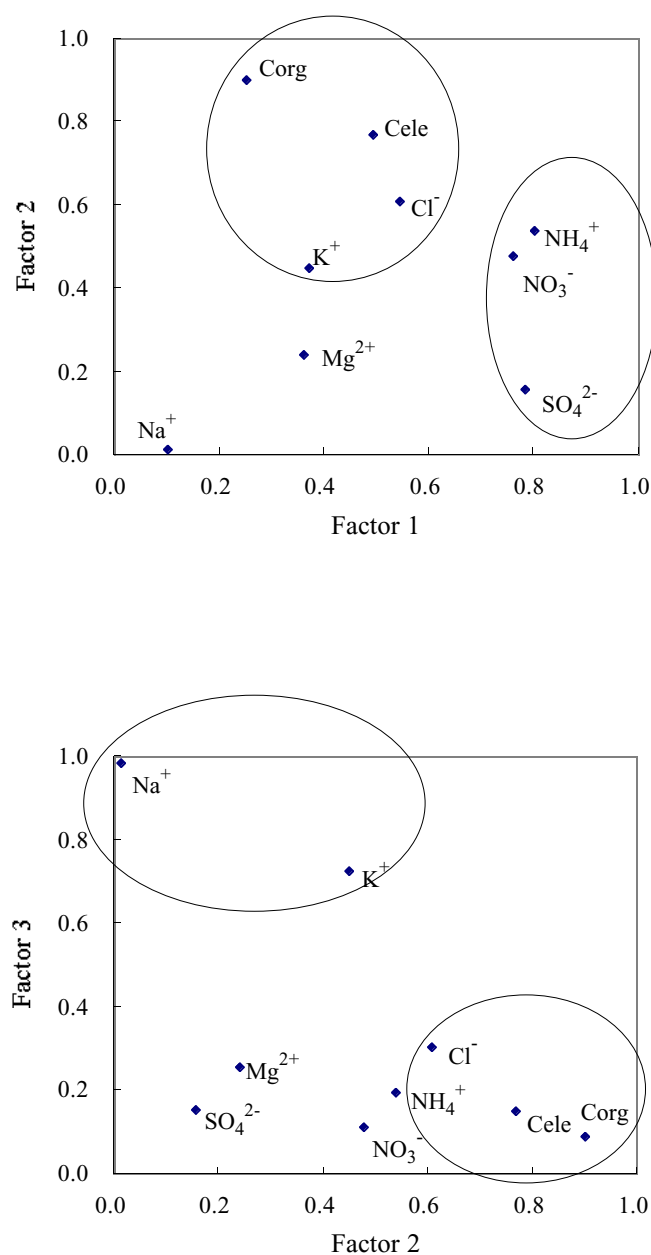 1.0
Corg
0.8
Cele
0.6
Cl⁻
NH₄⁺
Factor 2
K⁺
NO₃⁻
0.4
Mg²⁺
0.2
SO₄²⁻
Na⁺
0.0
0.0 0.2 0.4 0.6 0.8 1.0
Factor 1
1.0
Na⁺
0.8
K⁺
0.6
Factor 3
0.4
Cl⁻
Mg²⁺
0.2
NH₄⁺
SO₄²⁻
Cele Corg
NO₃⁻
0.0
0.0 0.2 0.4 0.6 0.8 1.0
Factor 2